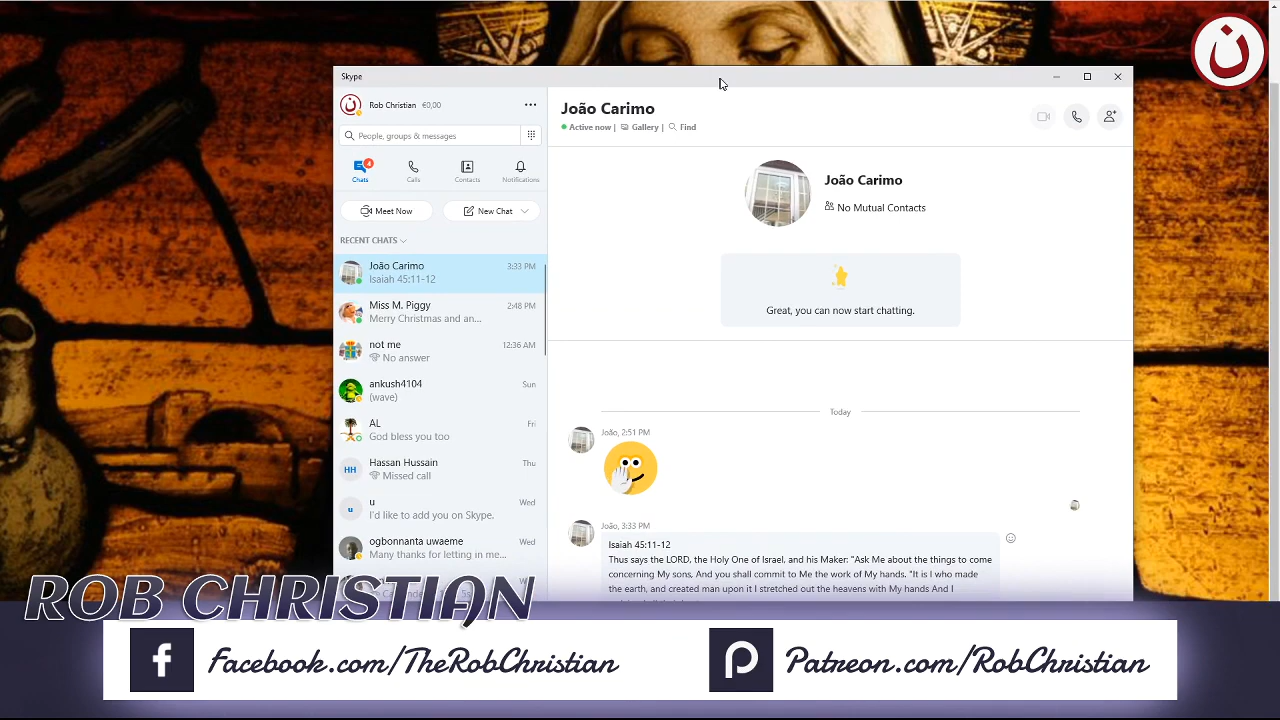 ن
Skype
Rob Christian €0,00
People, groups & messages
4
Chats Calls Contacts Notifications
Meet Now New Chat
RECENT CHATS
João Carimo 3:33 PM
Isaiah 45:11-12
Miss M. Piggy 2:48 PM
Merry Christmas and an...
not me 12:36 AM
No answer
ankush4104 Sun
(wave)
AL Fri
God bless you too
HH Hassan Hussain Thu
Missed call
u u Wed
I'd like to add you on Skype.
ogbonnanta uwaeme Wed
Many thanks for letting in me...
João Carimo
Active now | Gallery | Find
João Carimo
No Mutual Contacts
Great, you can now start chatting.
Today
João, 2:51 PM
João, 3:33 PM
Isaiah 45:11-12
Thus says the LORD, the Holy One of Israel, and his Maker: "Ask Me about the things to come
concerning My sons, And you shall commit to Me the work of My hands. "It is I who made
the earth, and created man upon it I stretched out the heavens with My hands And I
ROB CHRISTIAN
Facebook.com/TheRobChristian
Patreon.com/RobChristian